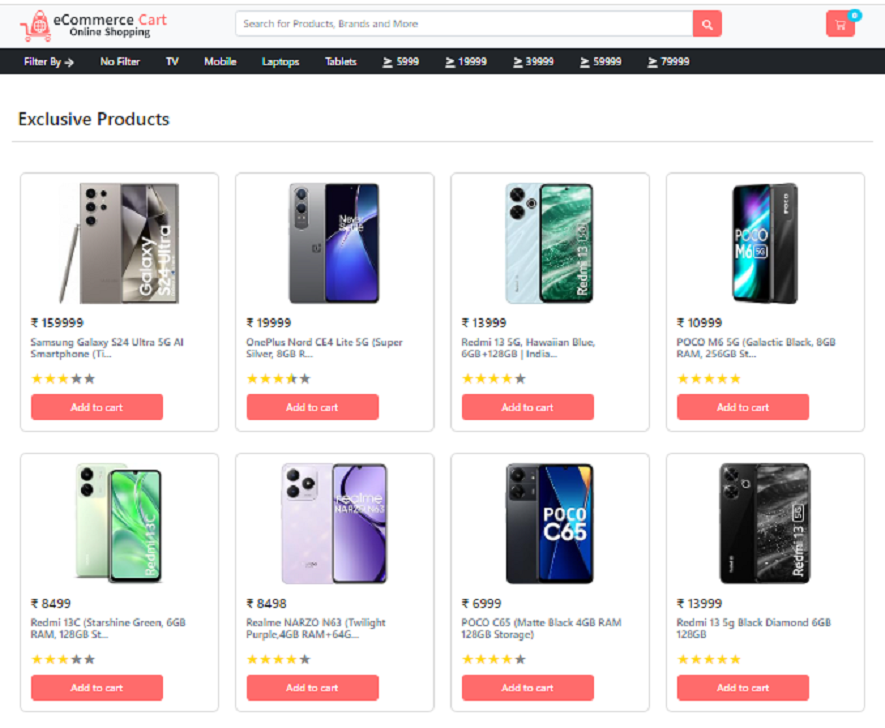 eCommerce Cart
Online Shopping
Search for Products, Brands and More
0
Filter By → No Filter TV Mobile Laptops Tablets ≥ 5999 ≥ 19999 ≥ 39999 ≥ 59999 ≥ 79999
Exclusive Products
Galaxy
S24 Ultra
₹ 159999
Samsung Galaxy S24 Ultra 5G AI
Smartphone (Ti...
Add to cart
₹ 19999
OnePlus Nord CE4 Lite 5G (Super
Silver, 8GB R...
Add to cart
Redmi 13 5G
₹ 13999
Redmi 13 5G, Hawaiian Blue,
6GB+128GB | India...
Add to cart
POCO
POCO
M6 5G
₹ 10999
POCO M6 5G (Galactic Black, 8GB
RAM, 256GB St...
Add to cart
Redmi 13C
₹ 8499
Redmi 13C (Starshine Green, 6GB
RAM, 128GB St...
Add to cart
realme
NARZO N63
₹ 8498
Realme NARZO N63 (Twilight
Purple,4GB RAM+64G...
Add to cart
POCO
C65
₹ 6999
POCO C65 (Matte Black 4GB RAM
128GB Storage)
Add to cart
Redmi 13 5G
₹ 13999
Redmi 13 5g Black Diamond 6GB
128GB
Add to cart